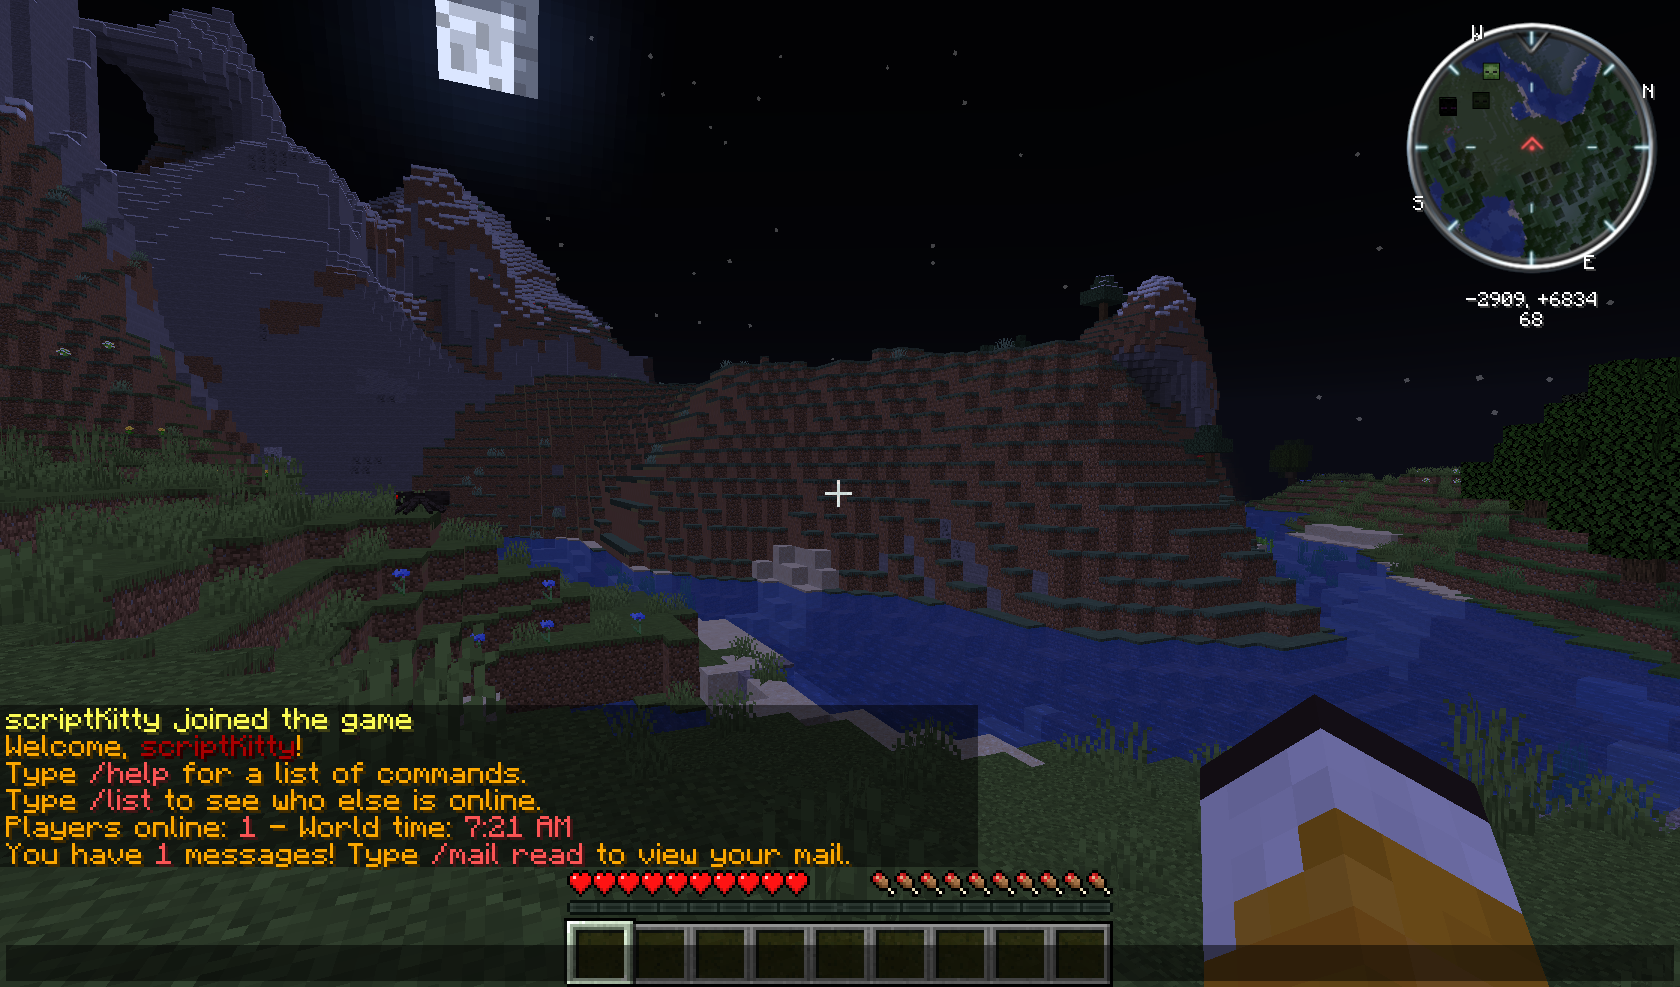 W
N
S
E
-2909, +6834
68
scriptKitty joined the game
Welcome, scriptKitty!
Type /help for a list of commands.
Type /list to see who else is online.
Players online: 1 - World time: 7:21 AM
You have 1 messages! Type /mail read to view your mail.